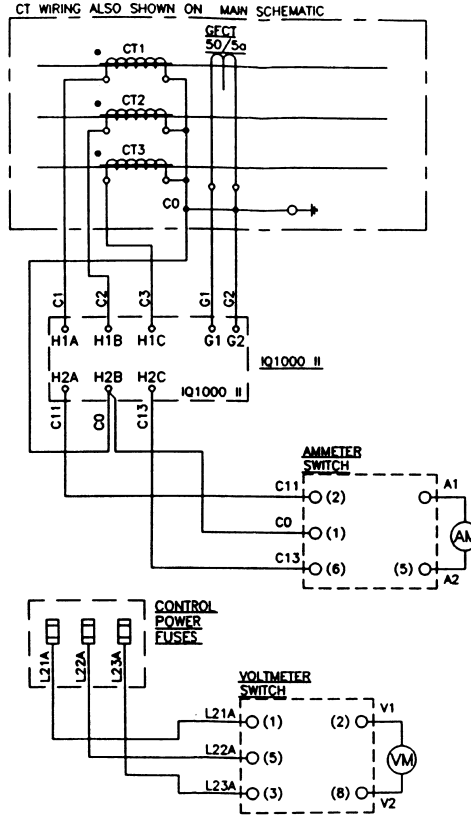 CT WIRING ALSO SHOWN ON MAIN SCHEMATIC
GFCT
50/5a
CT1
CT2
CT3
C0
C1
C2
C3
G1
G2
H1A H1B H1C G1 G2
H2A H2B H2C
IQ1000 II
IQ1000 II
C11
C0
C13
AMMETER
SWITCH
C11 (2) A1
C0 (1)
AM
C13 (6) (5) A2
CONTROL
POWER
FUSES
L21A
L22A
L23A
VOLTMETER
SWITCH
L21A (1) (2) V1
L22A (5)
VM
L23A (3) (8) V2